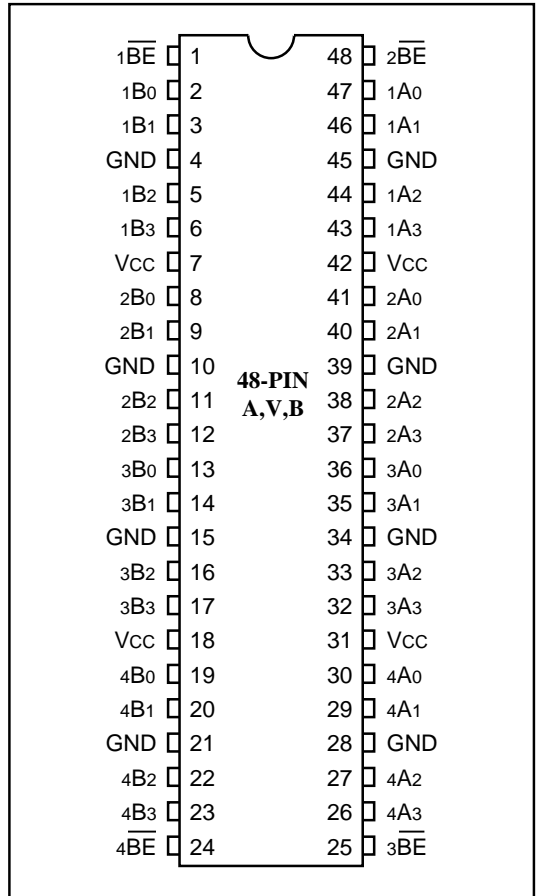 1B̅E̅ 1 48 2B̅E̅
1B0 2 47 1A0
1B1 3 46 1A1
GND 4 45 GND
1B2 5 44 1A2
1B3 6 43 1A3
VCC 7 42 VCC
2B0 8 41 2A0
2B1 9 40 2A1
GND 10 39 GND
48-PIN
2B2 11 38 2A2
A,V,B
2B3 12 37 2A3
3B0 13 36 3A0
3B1 14 35 3A1
GND 15 34 GND
3B2 16 33 3A2
3B3 17 32 3A3
VCC 18 31 VCC
4B0 19 30 4A0
4B1 20 29 4A1
GND 21 28 GND
4B2 22 27 4A2
4B3 23 26 4A3
4B̅E̅ 24 25 3B̅E̅